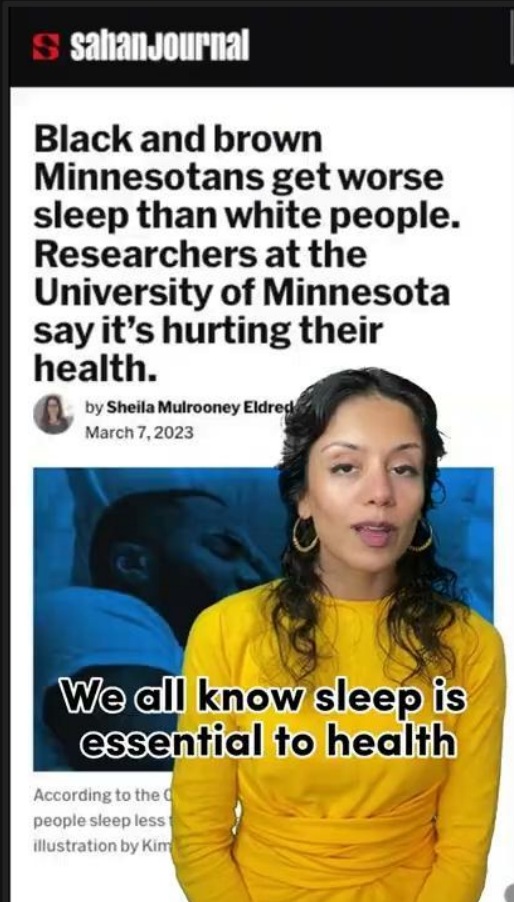 sahanJournal
Black and brown
Minnesotans get worse
sleep than white people.
Researchers at the
University of Minnesota
say it's hurting their
health.
by Sheila Mulrooney Eldred
March 7, 2023
We all know sleep is
essential to health
According to the
people sleep less
illustration by Kim